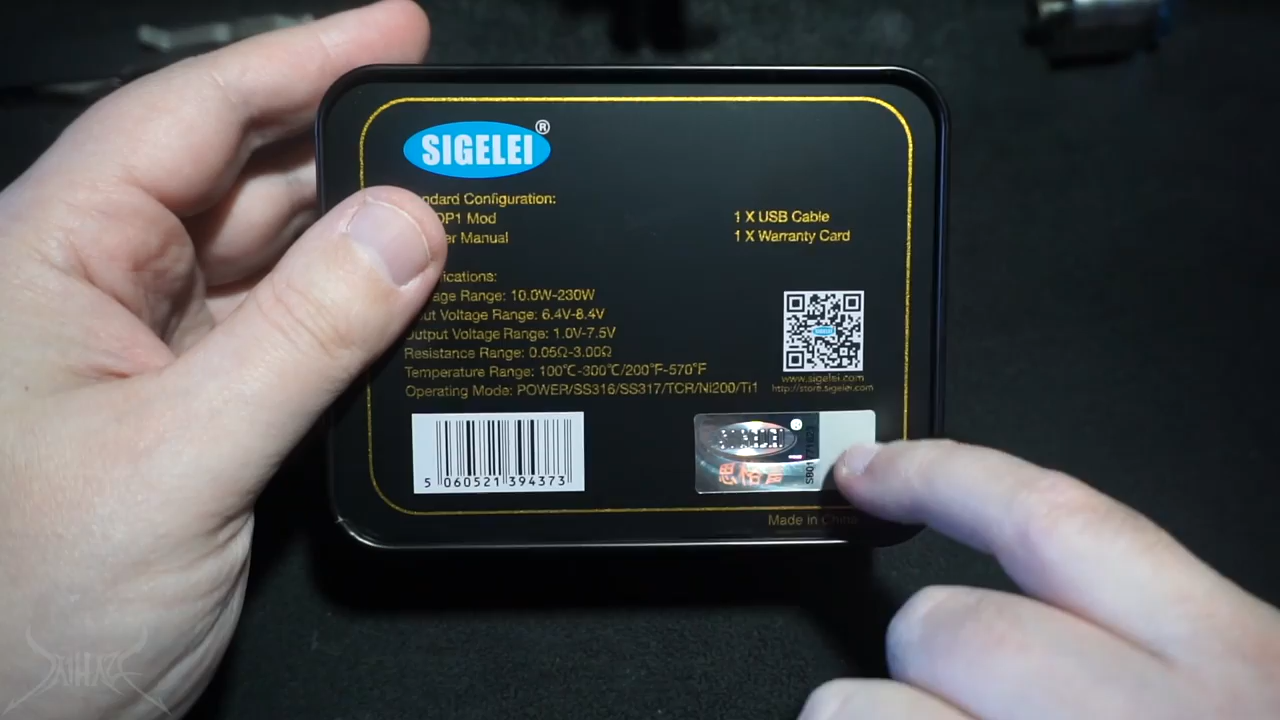 SIGELEI®
ndard Configuration:
OP1 Mod
1 X USB Cable
er Manual
1 X Warranty Card
ifications:
age Range: 10.0W-230W
ut Voltage Range: 6.4V-8.4V
Output Voltage Range: 1.0V-7.5V
Resistance Range: 0.05Ω-3.00Ω
Temperature Range: 100℃-300℃/200℉-570℉
Operating Mode: POWER/SS316/SS317/TCR/Ni200/Ti1
www.sigelei.com
http://store.sigelei.com
5 060521 394373
Made in China